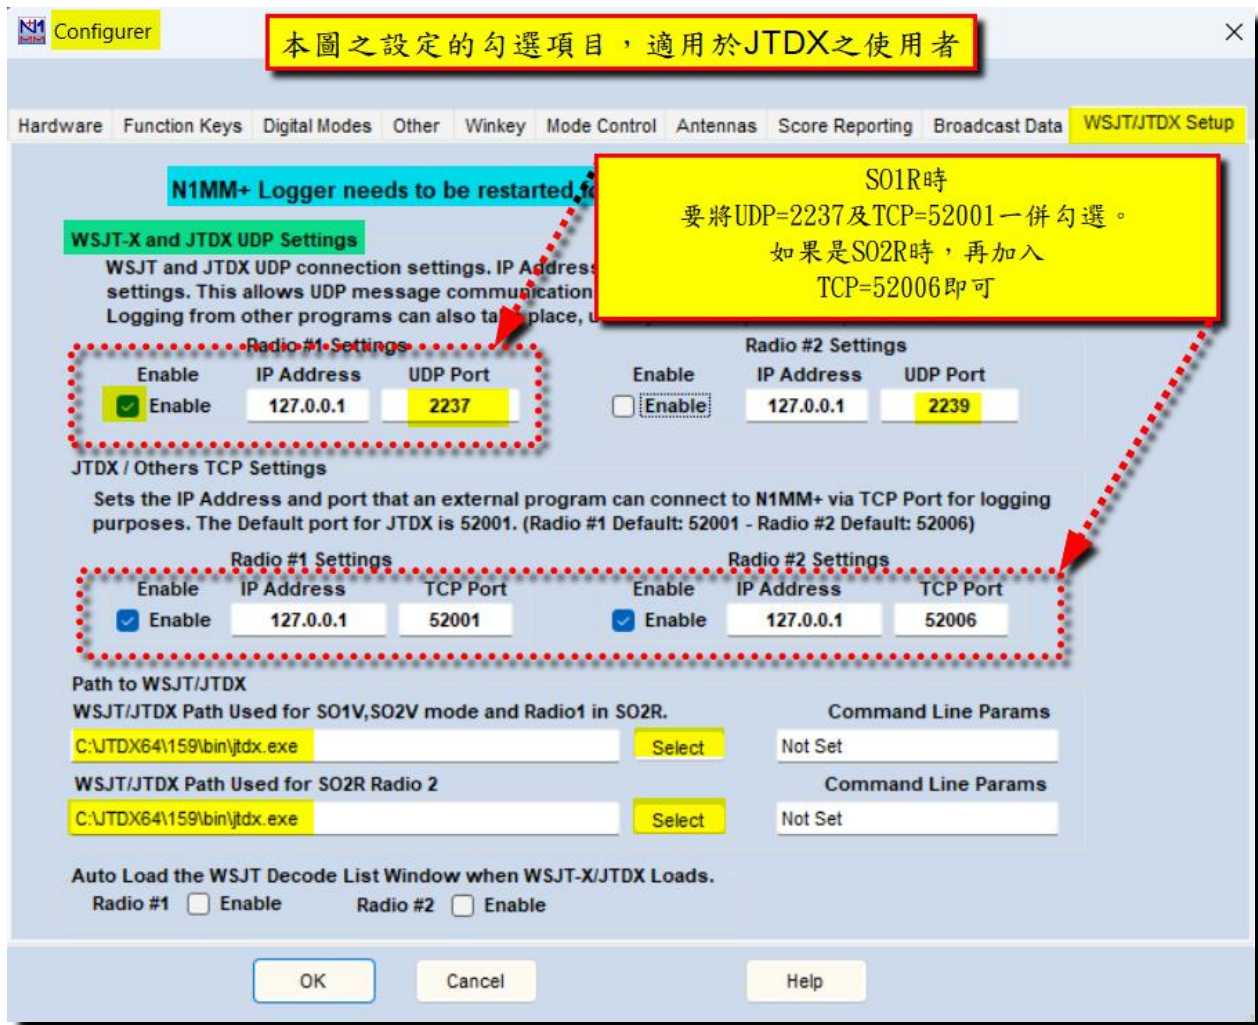 N1 MM Configurer
本圖之設定的勾選項目，適用於JTDX之使用者
Hardware Function Keys Digital Modes Other Winkey Mode Control Antennas Score Reporting Broadcast Data WSJT/JTDX Setup
N1MM+ Logger needs to be restarted
SO1R時
要將UDP=2237及TCP=52001一併勾選。
如果是SO2R時，再加入
TCP=52006即可
WSJT-X and JTDX UDP Settings
WSJT and JTDX UDP connection settings. IP Address
settings. This allows UDP message communication
Logging from other programs can also take place,
Radio #1 Settings Radio #2 Settings
Enable IP Address UDP Port Enable IP Address UDP Port
Enable 127.0.0.1 2237 Enable 127.0.0.1 2239
JTDX / Others TCP Settings
Sets the IP Address and port that an external program can connect to N1MM+ via TCP Port for logging
purposes. The Default port for JTDX is 52001. (Radio #1 Default: 52001 - Radio #2 Default: 52006)
Radio #1 Settings Radio #2 Settings
Enable IP Address TCP Port Enable IP Address TCP Port
Enable 127.0.0.1 52001 Enable 127.0.0.1 52006
Path to WSJT/JTDX
WSJT/JTDX Path Used for SO1V,SO2V mode and Radio1 in SO2R. Command Line Params
C:\JTDX64\159\bin\jtdx.exe Select Not Set
WSJT/JTDX Path Used for SO2R Radio 2 Command Line Params
C:\JTDX64\159\bin\jtdx.exe Select Not Set
Auto Load the WSJT Decode List Window when WSJT-X/JTDX Loads.
Radio #1 Enable Radio #2 Enable
OK Cancel Help